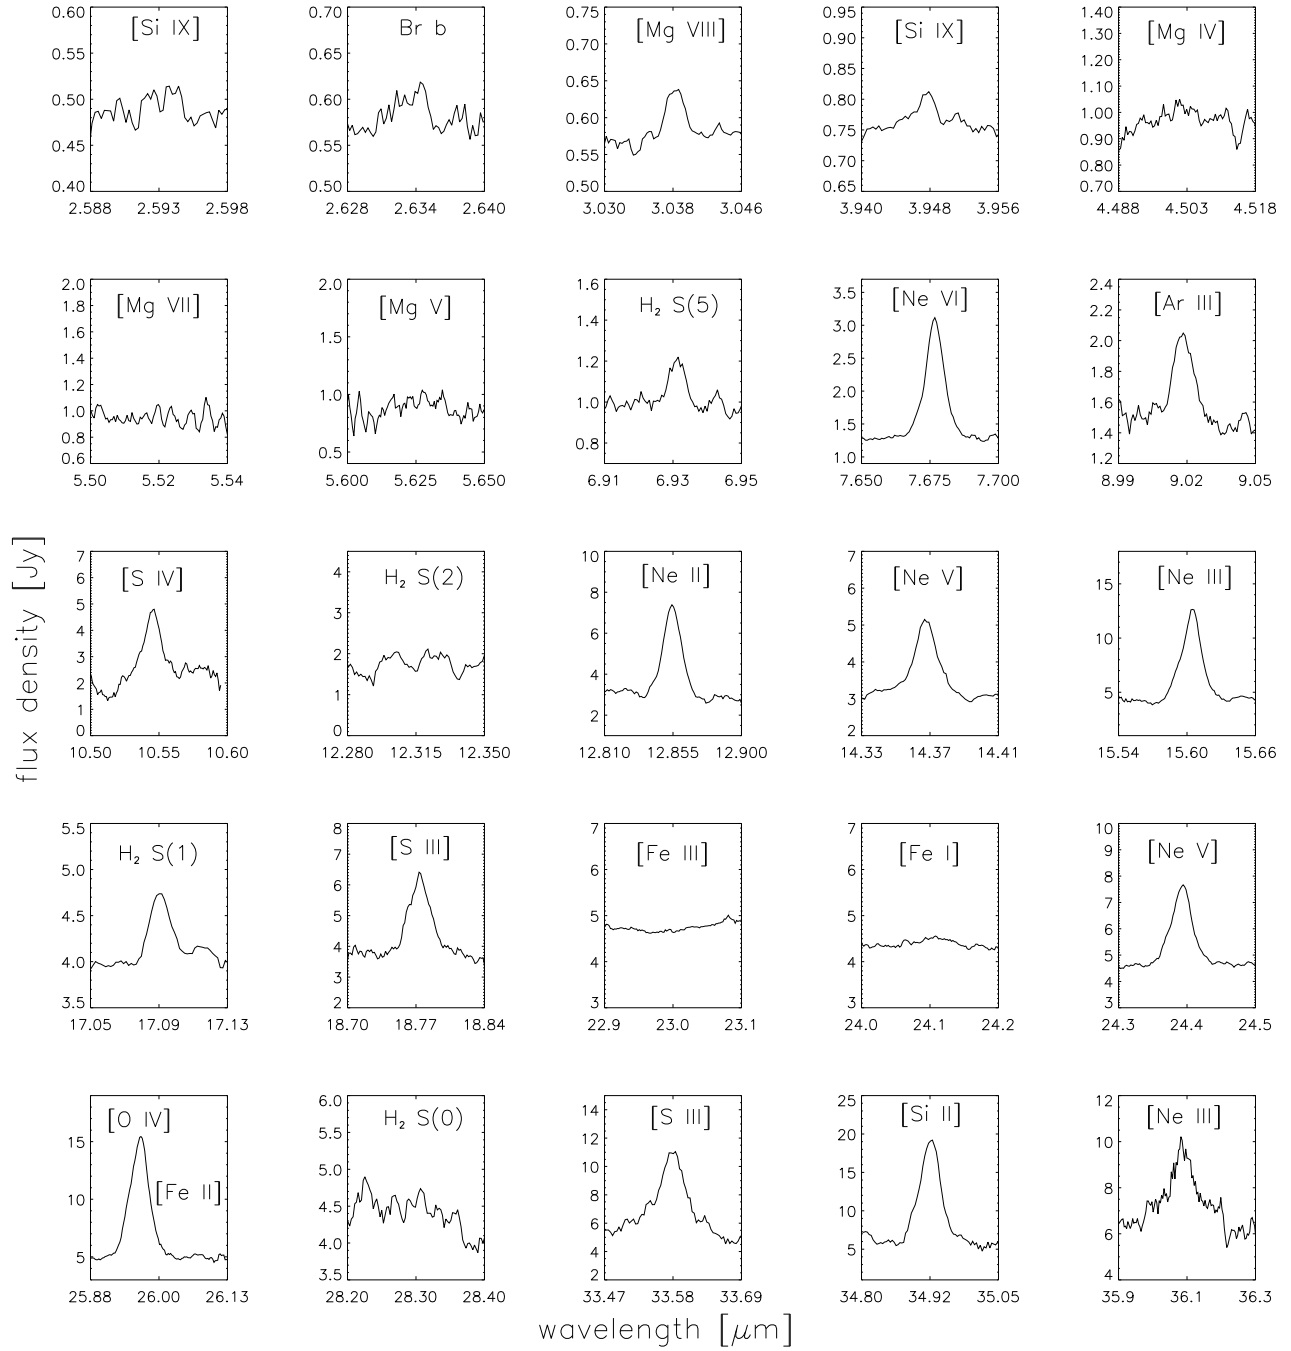 [Si IX]
0.60
0.55
0.50
0.45
0.40
2.588 2.593 2.598
Br b
0.70
0.65
0.60
0.55
0.50
2.628 2.634 2.640
[Mg VIII]
0.75
0.70
0.65
0.60
0.55
0.50
3.030 3.038 3.046
[Si IX]
0.95
0.90
0.85
0.80
0.75
0.70
0.65
3.940 3.948 3.956
[Mg IV]
1.40
1.30
1.20
1.10
1.00
0.90
0.80
0.70
4.488 4.503 4.518
[Mg VII]
2.0
1.8
1.6
1.4
1.2
1.0
0.8
0.6
5.50 5.52 5.54
[Mg V]
2.0
1.5
1.0
0.5
5.600 5.625 5.650
H₂ S(5)
1.6
1.4
1.2
1.0
0.8
6.91 6.93 6.95
[Ne VI]
3.5
3.0
2.5
2.0
1.5
1.0
7.650 7.675 7.700
[Ar III]
2.4
2.2
2.0
1.8
1.6
1.4
1.2
8.99 9.02 9.05
flux density [Jy]
[S IV]
7
6
5
4
3
2
1
0
10.50 10.55 10.60
H₂ S(2)
4
3
2
1
0
12.280 12.315 12.350
[Ne II]
10
8
6
4
2
12.810 12.855 12.900
[Ne V]
7
6
5
4
3
2
14.33 14.37 14.41
[Ne III]
15
10
5
15.54 15.60 15.66
H₂ S(1)
5.5
5.0
4.5
4.0
3.5
17.05 17.09 17.13
[S III]
8
7
6
5
4
3
2
18.70 18.77 18.84
[Fe III]
7
6
5
4
3
22.9 23.0 23.1
[Fe I]
7
6
5
4
3
24.0 24.1 24.2
[Ne V]
10
9
8
7
6
5
4
3
24.3 24.4 24.5
[O IV]
[Fe II]
15
10
5
25.88 26.00 26.13
H₂ S(0)
6.0
5.5
5.0
4.5
4.0
3.5
28.20 28.30 28.40
[S III]
14
12
10
8
6
4
2
33.47 33.58 33.69
[Si II]
25
20
15
10
5
34.80 34.92 35.05
[Ne III]
12
10
8
6
4
35.9 36.1 36.3
wavelength [μm]